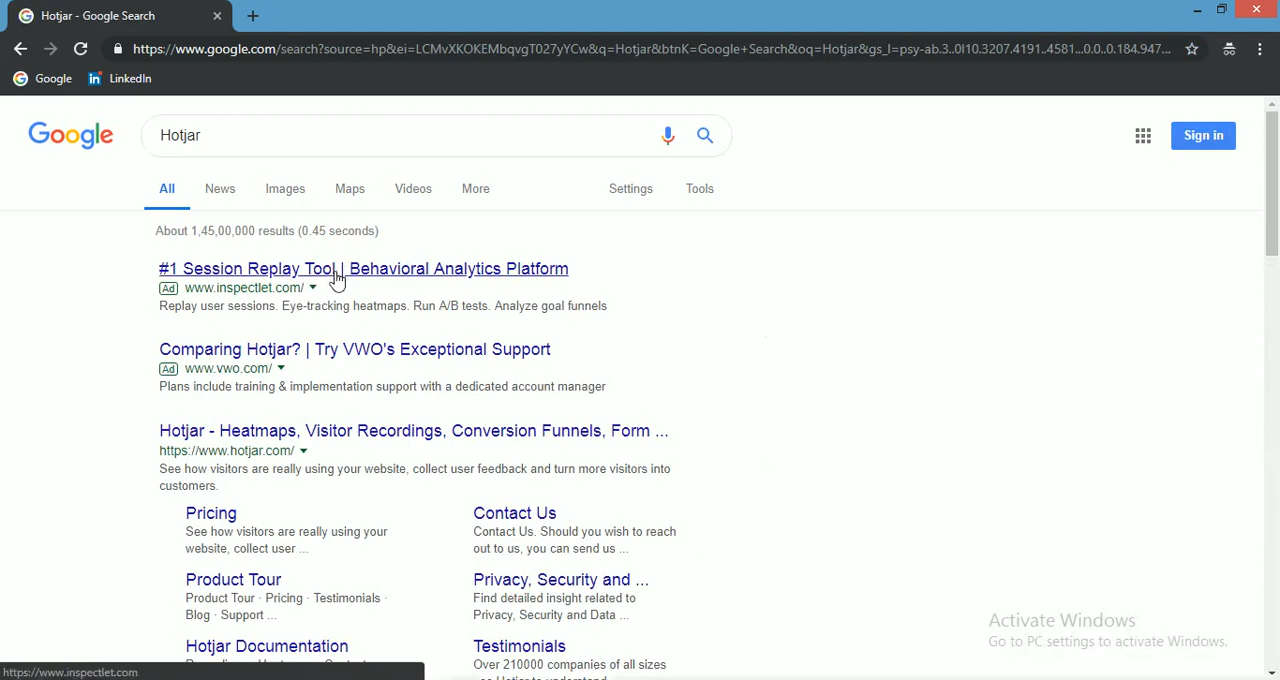 Hotjar - Google Search
https://www.google.com/search?source=hp&ei=LCMvXKOKEMbqvgT027yYCw&q=Hotjar&btnK=Google+Search&oq=Hotjar&gs_l=psy-ab.3..0l10.3207.4191..4581...0.0..0.184.947...
Google LinkedIn
Google Hotjar Sign in
All News Images Maps Videos More Settings Tools
About 1,45,00,000 results (0.45 seconds)
#1 Session Replay Tool | Behavioral Analytics Platform
Ad www.inspectlet.com/
Replay user sessions. Eye-tracking heatmaps. Run A/B tests. Analyze goal funnels
Comparing Hotjar? | Try VWO's Exceptional Support
Ad www.vwo.com/
Plans include training & implementation support with a dedicated account manager
Hotjar - Heatmaps, Visitor Recordings, Conversion Funnels, Form ...
https://www.hotjar.com/
See how visitors are really using your website, collect user feedback and turn more visitors into
customers.
Pricing
See how visitors are really using your
website, collect user ...
Contact Us
Contact Us. Should you wish to reach
out to us, you can send us ...
Product Tour
Product Tour · Pricing · Testimonials ·
Blog · Support ...
Privacy, Security and ...
Find detailed insight related to
Privacy, Security and Data ...
Hotjar Documentation
Testimonials
Over 210000 companies of all sizes
Activate Windows
Go to PC settings to activate Windows.
https://www.inspectlet.com